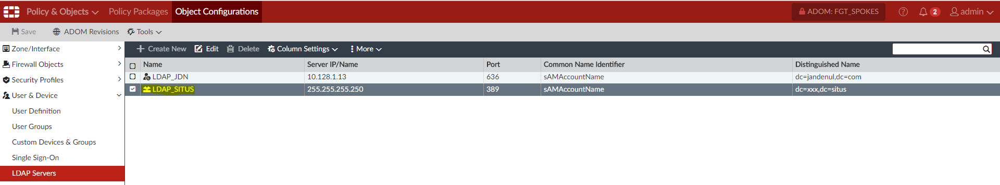 Policy & Objects Policy Packages Object Configurations ADOM: FGT_SPOKES 2 admin
Save ADOM Revisions Tools
Zone/Interface
Firewall Objects
Security Profiles
User & Device
User Definition
User Groups
Custom Devices & Groups
Single Sign-On
LDAP Servers
Create New Edit Delete Column Settings More
Name Server IP/Name Port Common Name Identifier Distinguished Name
LDAP_JDN 10.128.1.13 636 sAMAccountName dc=jandenul,dc=com
LDAP_SITUS 255.255.255.250 389 sAMAccountName dc=xxx,dc=situs